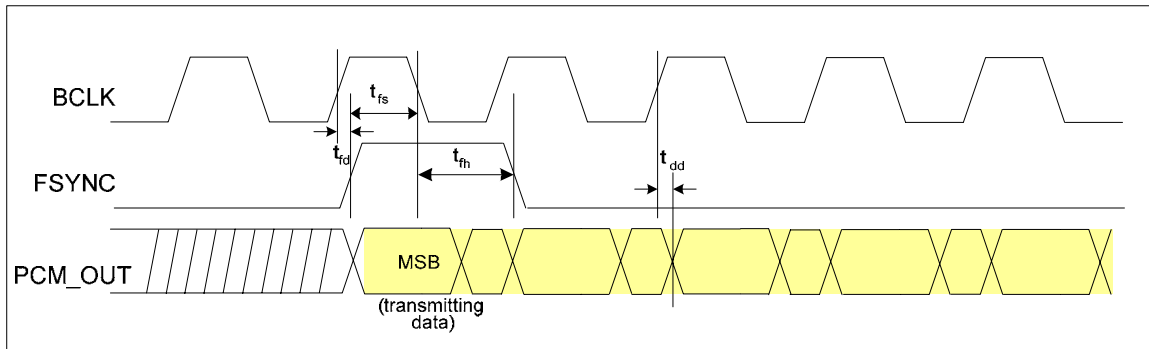 BCLK
t fs
t fd
t fh
t dd
FSYNC
PCM_OUT
MSB
(transmitting
data)